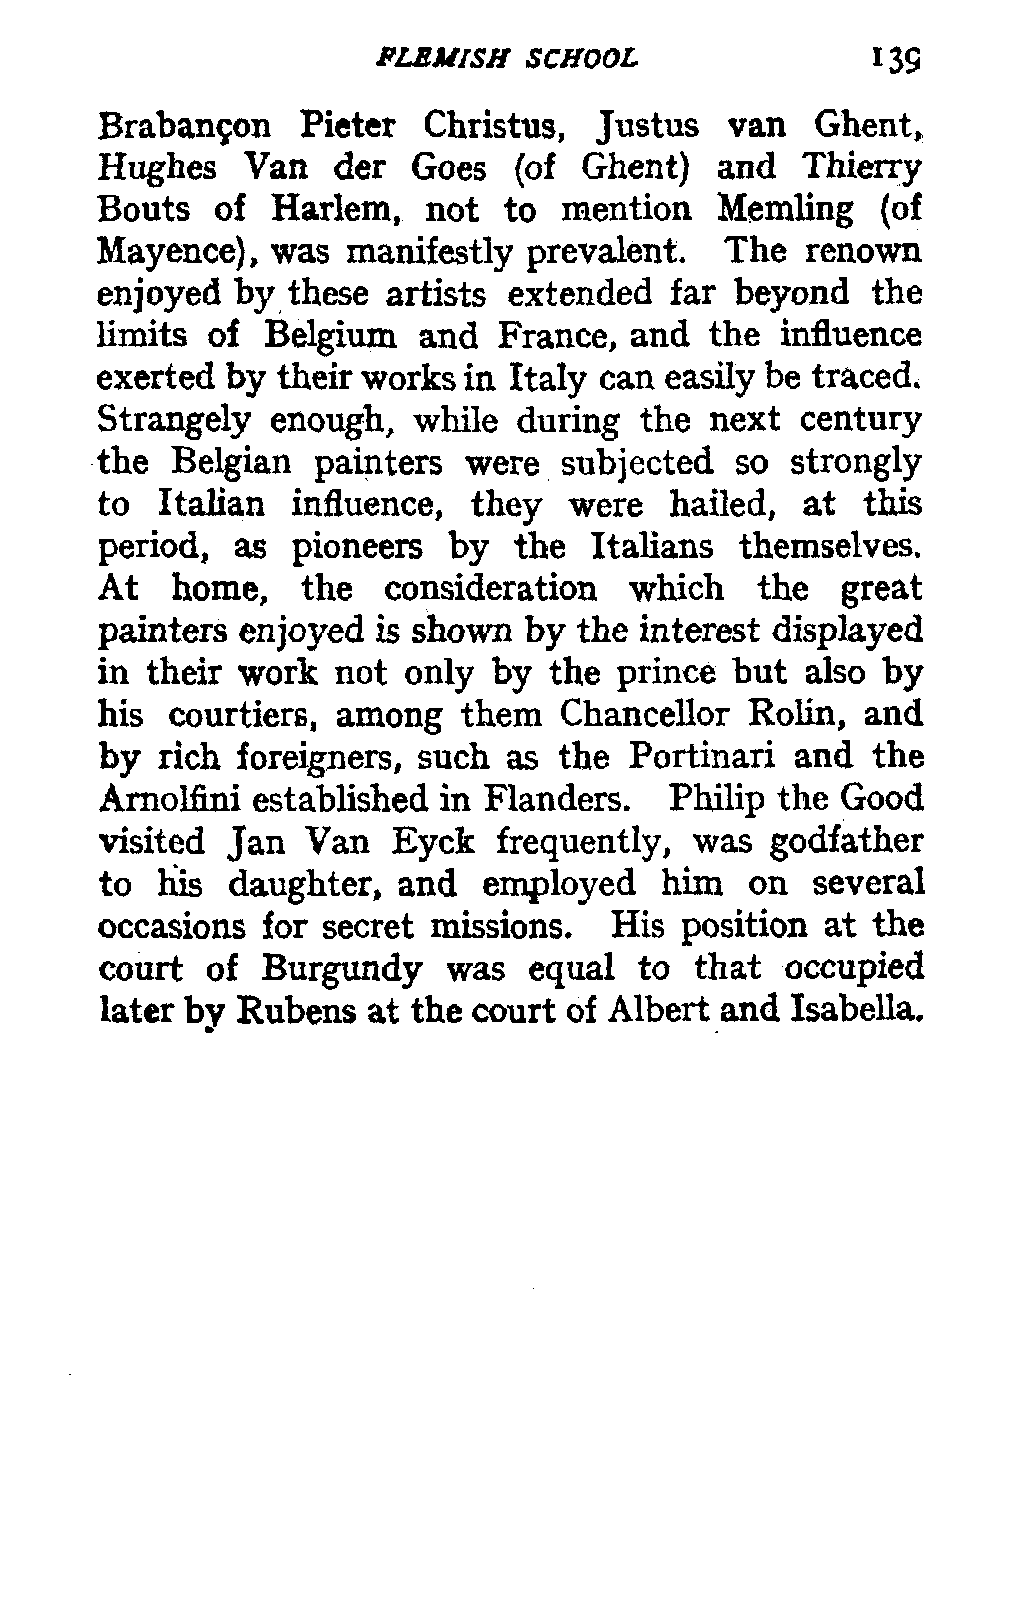 FLEMISH SCHOOL 139
Brabançon Pieter Christus, Justus van Ghent,
Hughes Van der Goes (of Ghent) and Thierry
Bouts of Harlem, not to mention Memling (of
Mayence), was manifestly prevalent. The renown
enjoyed by these artists extended far beyond the
limits of Belgium and France, and the influence
exerted by their works in Italy can easily be traced.
Strangely enough, while during the next century
the Belgian painters were subjected so strongly
to Italian influence, they were hailed, at this
period, as pioneers by the Italians themselves.
At home, the consideration which the great
painters enjoyed is shown by the interest displayed
in their work not only by the prince but also by
his courtiers, among them Chancellor Rolin, and
by rich foreigners, such as the Portinari and the
Arnolfini established in Flanders. Philip the Good
visited Jan Van Eyck frequently, was godfather
to his daughter, and employed him on several
occasions for secret missions. His position at the
court of Burgundy was equal to that occupied
later by Rubens at the court of Albert and Isabella.